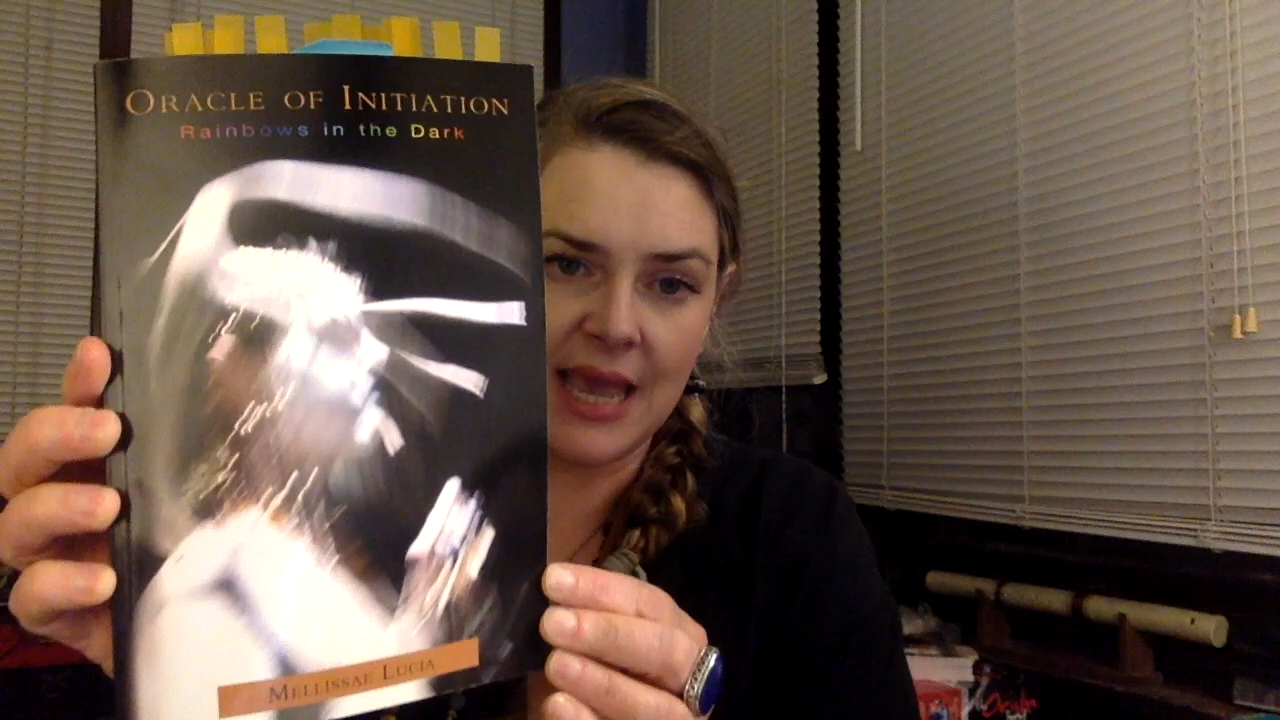 ORACLE OF INITIATION
Rainbows in the Dark
MELLISSAE LUCIA